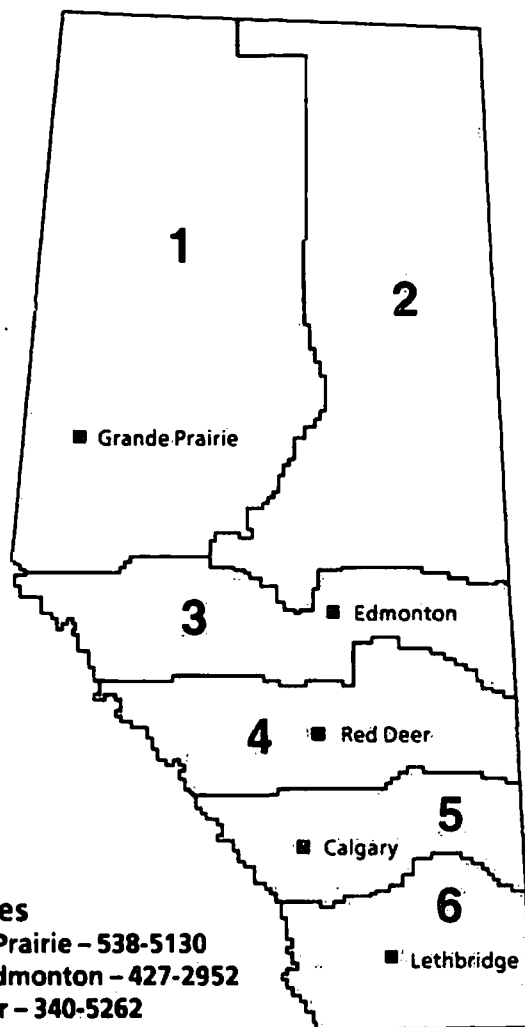 1
2
Grande Prairie
3
Edmonton
4
Red Deer
5
Calgary
6
Lethbridge
es
Prairie – 538-5130
dmonton – 427-2952
r – 340-5262